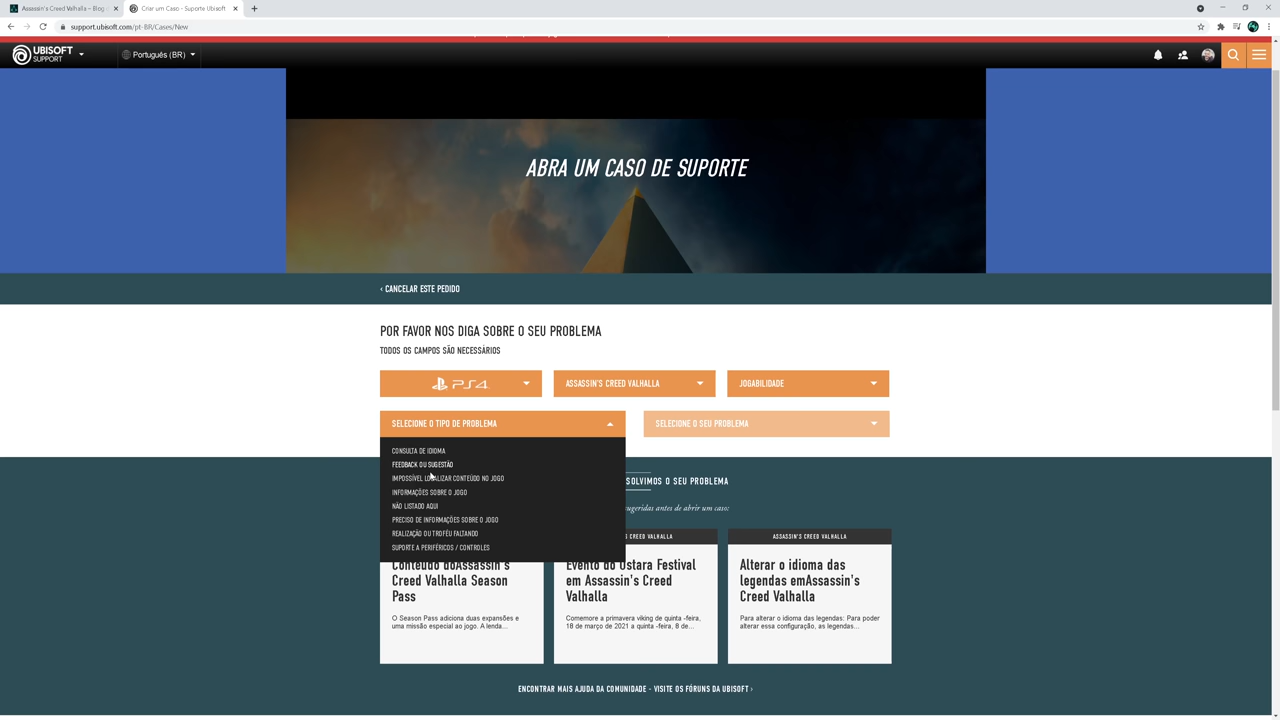 Assassin's Creed Valhalla – Blog
Criar um Caso - Suporte Ubisoft
support.ubisoft.com/pt-BR/Cases/New
UBISOFT
SUPPORT
Português (BR)
ABRA UM CASO DE SUPORTE
‹ CANCELAR ESTE PEDIDO
POR FAVOR NOS DIGA SOBRE O SEU PROBLEMA
TODOS OS CAMPOS SÃO NECESSÁRIOS
PS4
ASSASSIN'S CREED VALHALLA
JOGABILIDADE
SELECIONE O TIPO DE PROBLEMA
SELECIONE O SEU PROBLEMA
CONSULTA DE IDIOMA
FEEDBACK OU SUGESTÃO
IMPOSSÍVEL LOCALIZAR CONTEÚDO NO JOGO
INFORMAÇÕES SOBRE O JOGO
NÃO LISTADO AQUI
PRECISO DE INFORMAÇÕES SOBRE O JOGO
REALIZAÇÃO OU TROFÉU FALTANDO
SUPORTE A PERIFÉRICOS / CONTROLES
SOLVIMOS O SEU PROBLEMA
ugeridas antes de abrir um caso:
CREED VALHALLA
ASSASSIN'S CREED VALHALLA
Conteúdo doAssassin's
Creed Valhalla Season
Pass
O Season Pass adiciona duas expansões e
uma missão especial ao jogo. A lenda...
Evento do Ostara Festival
em Assassin's Creed
Valhalla
Comemore a primavera viking de quinta -feira,
18 de março de 2021 a quinta -feira, 8 de...
Alterar o idioma das
legendas emAssassin's
Creed Valhalla
Para alterar o idioma das legendas: Para poder
alterar essa configuração, as legendas...
ENCONTRAR MAIS AJUDA DA COMUNIDADE - VISITE OS FÓRUNS DA UBISOFT ›